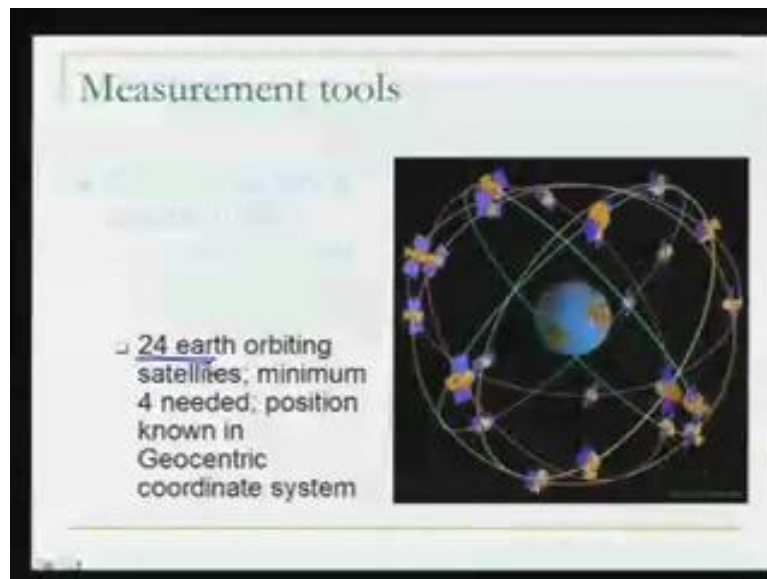 Measurement tools
24 earth orbiting
satellites; minimum
4 needed; position
known in
Geocentric
coordinate system